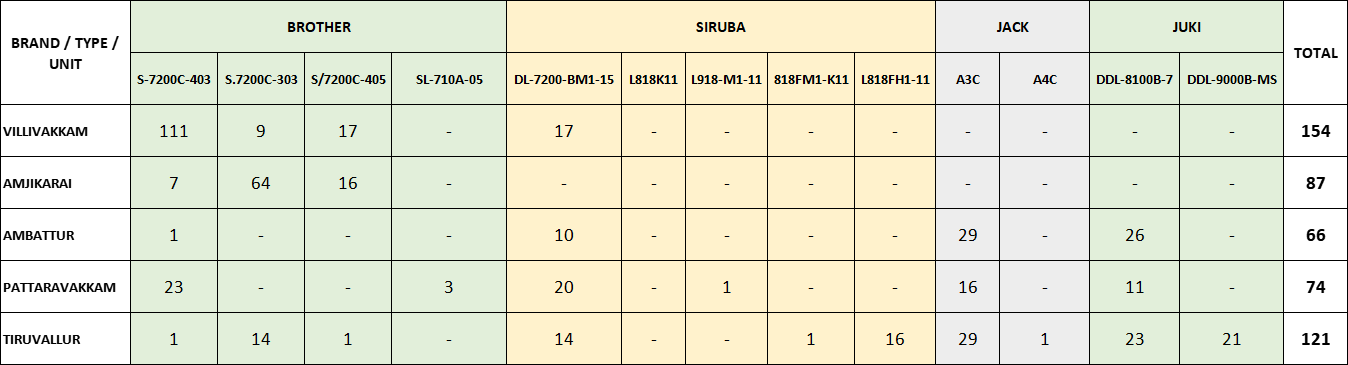 BRAND / TYPE / UNIT BROTHER SIRUBA JACK JUKI TOTAL
S-7200C-403 S.7200C-303 S/7200C-405 SL-710A-05 DL-7200-BM1-15 L818K11 L918-M1-11 818FM1-K11 L818FH1-11 A3C A4C DDL-8100B-7 DDL-9000B-MS
VILLIVAKKAM 111 9 17 - 17 - - - - - - - - 154
AMJIKARAI 7 64 16 - - - - - - - - - - 87
AMBATTUR 1 - - - 10 - - - - 29 - 26 - 66
PATTARAVAKKAM 23 - - 3 20 - 1 - - 16 - 11 - 74
TIRUVALLUR 1 14 1 - 14 - - 1 16 29 1 23 21 121